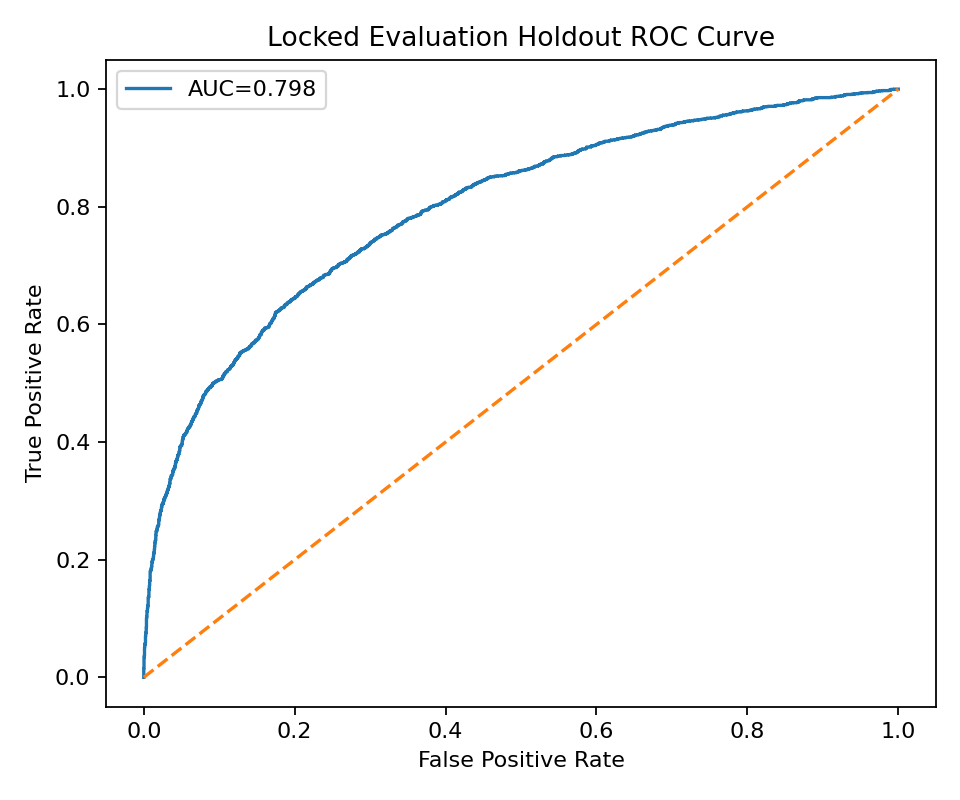 Locked Evaluation Holdout ROC Curve
AUC=0.798
True Positive Rate
1.0
0.8
0.6
0.4
0.2
0.0
0.0 0.2 0.4 0.6 0.8 1.0
False Positive Rate